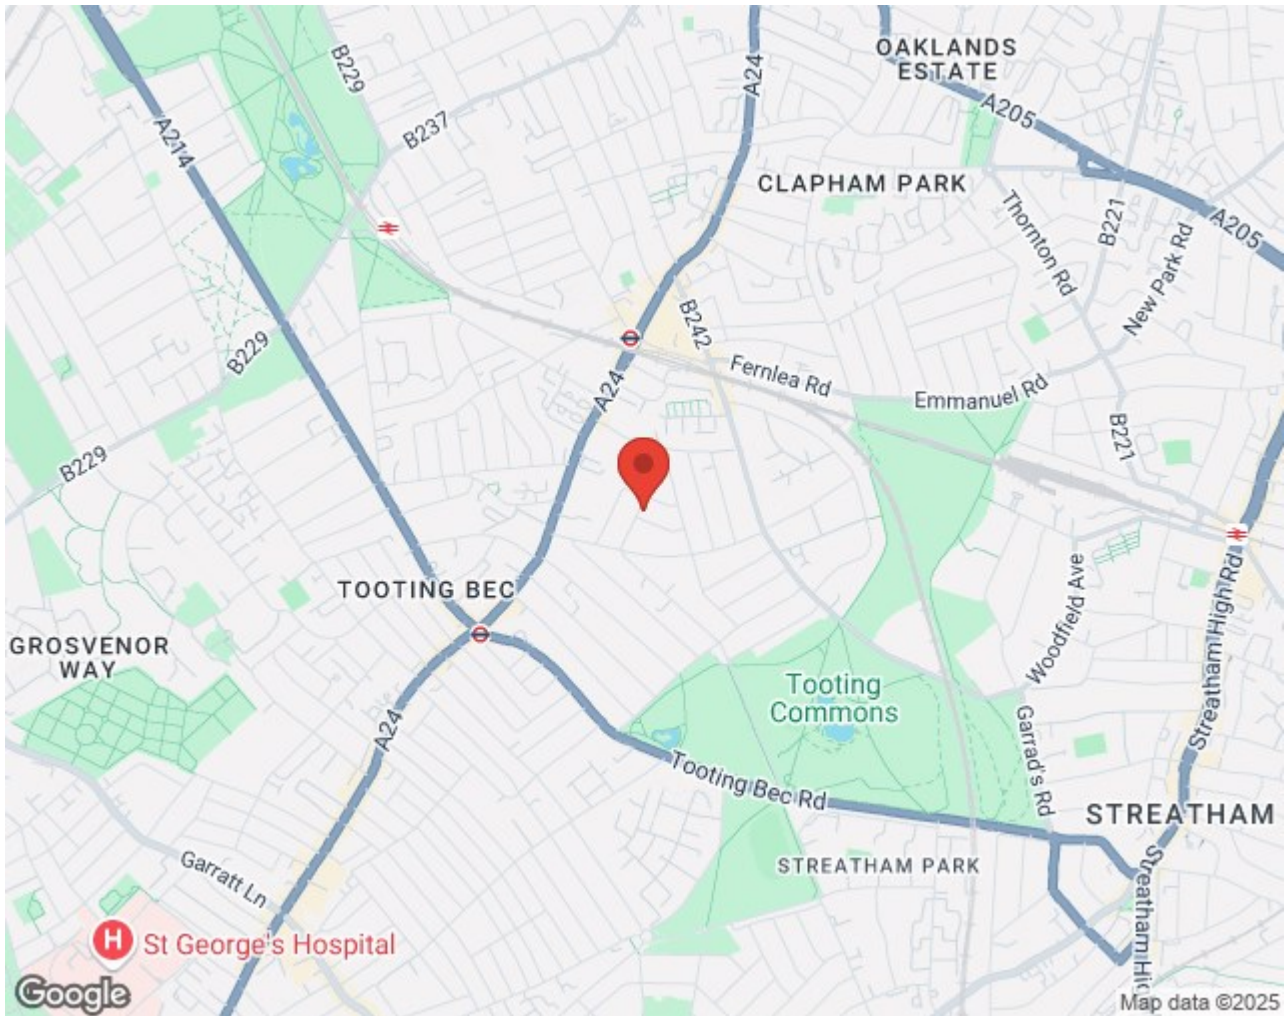 B229
OAKLANDS
ESTATE
A24
A205
B237
A214
CLAPHAM PARK
Thornton Rd
B221
New Park Rd
A205
B242
B229
Fernlea Rd
Emmanuel Rd
A24
B221
B229
TOOTING BEC
Woodfield Ave
Streatham High Rd
GROSVENOR
WAY
Tooting
Commons
Garrad's Rd
A24
Tooting Bec Rd
STREATHAM
STREATHAM PARK
Garratt Ln
Streatham Hig
H
St George's Hospital
Google
Map data ©2025